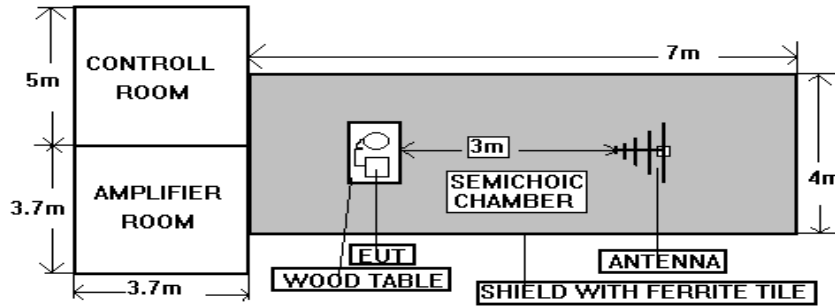 CONTROLL
ROOM
5m
7m
3m
SEMICHOIC
CHAMBER
4m
AMPLIFIER
ROOM
3.7m
3.7m
EUT
WOOD TABLE
ANTENNA
SHIELD WITH FERRITE TILE